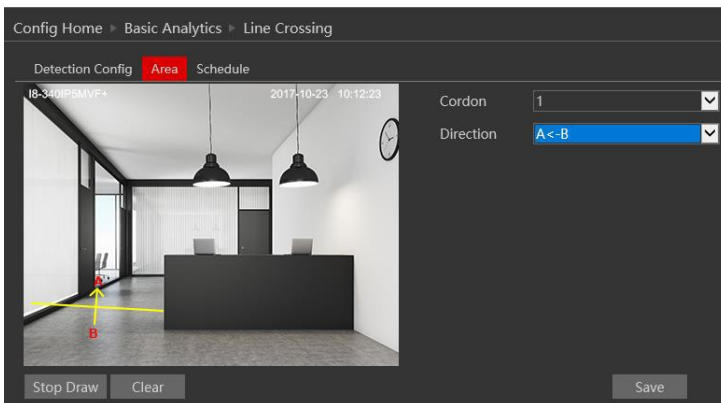 Config Home ▶ Basic Analytics ▶ Line Crossing
Detection Config Area Schedule
I8-340IP5MVF+ 2017-10-23 10:12:23
Cordon 1
Direction A<-B
A
B
Stop Draw Clear Save